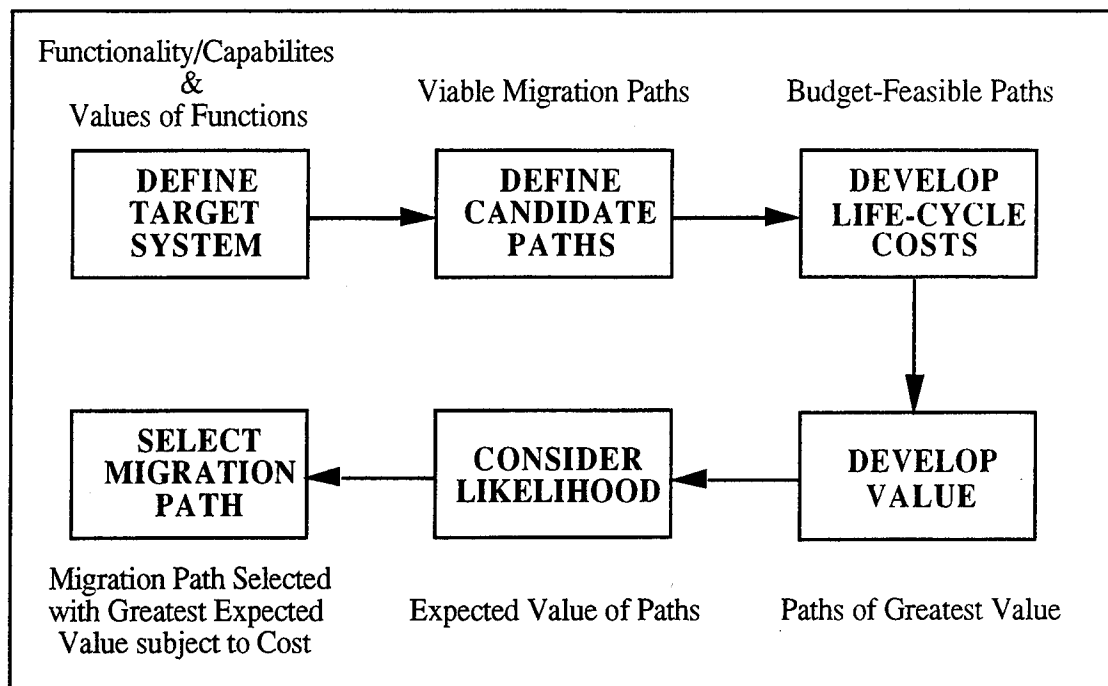 Functionality/Capabilites
&
Values of Functions
Viable Migration Paths
Budget-Feasible Paths
DEFINE
TARGET
SYSTEM
DEFINE
CANDIDATE
PATHS
DEVELOP
LIFE-CYCLE
COSTS
DEVELOP
VALUE
CONSIDER
LIKELIHOOD
SELECT
MIGRATION
PATH
Paths of Greatest Value
Expected Value of Paths
Migration Path Selected
with Greatest Expected
Value subject to Cost